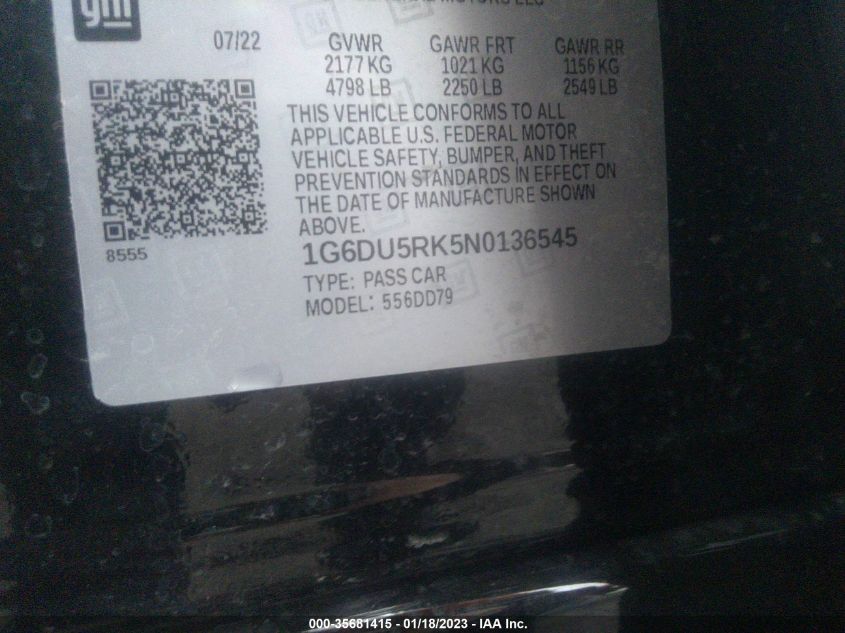 gm
GENERAL MOTORS LLC
07/22 GVWR GAWR FRT GAWR RR
2177 KG 1021 KG 1156 KG
4798 LB 2250 LB 2549 LB
THIS VEHICLE CONFORMS TO ALL
APPLICABLE U.S. FEDERAL MOTOR
VEHICLE SAFETY, BUMPER, AND THEFT
PREVENTION STANDARDS IN EFFECT ON
THE DATE OF MANUFACTURE SHOWN
ABOVE.
8555
1G6DU5RK5N0136545
TYPE: PASS CAR
MODEL: 556DD79
000-35681415 - 01/18/2023 - IAA Inc.